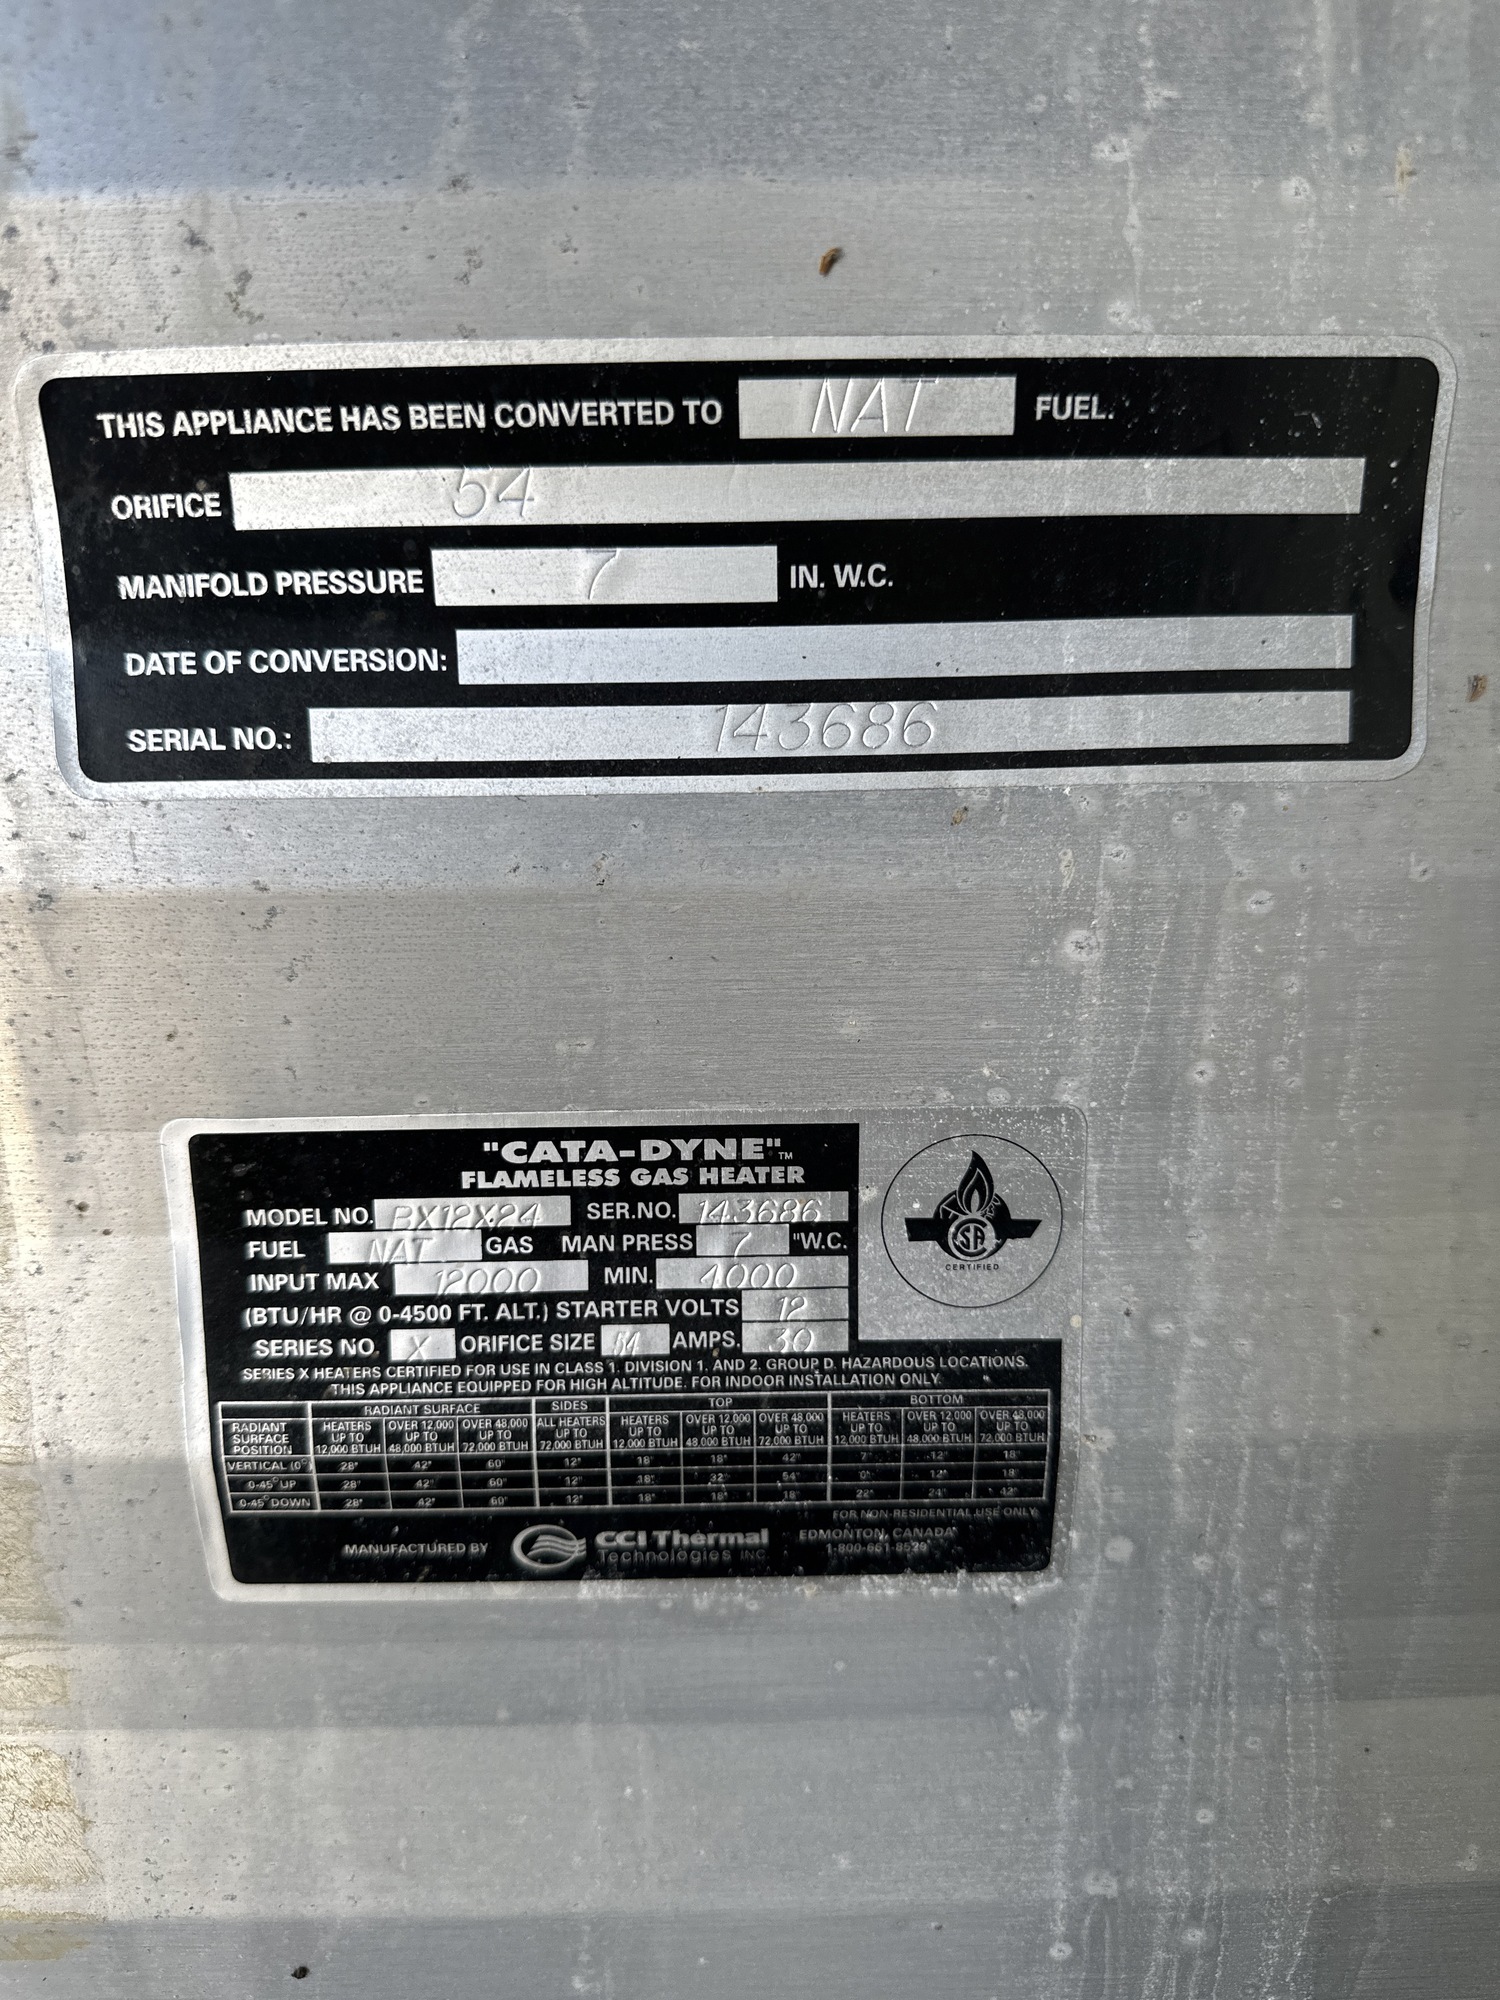 THIS APPLIANCE HAS BEEN CONVERTED TO NAT FUEL.
ORIFICE 54
MANIFOLD PRESSURE 7 IN. W.C.
DATE OF CONVERSION:
SERIAL NO.: 143686
"CATA-DYNE"™
FLAMELESS GAS HEATER
MODEL NO. BX12X24 SER.NO. 143686
FUEL NAT GAS MAN PRESS 7 "W.C.
INPUT MAX 12000 MIN. 4000
(BTU/HR @ 0-4500 FT. ALT.) STARTER VOLTS 12
SERIES NO. X ORIFICE SIZE AMPS. 30
CERTIFIED
SERIES X HEATERS CERTIFIED FOR USE IN CLASS 1. DIVISION 1. AND 2. GROUP D. HAZARDOUS LOCATIONS.
THIS APPLIANCE EQUIPPED FOR HIGH ALTITUDE. FOR INDOOR INSTALLATION ONLY.
RADIANT SURFACE SIDES TOP BOTTOM
RADIANT SURFACE POSITION HEATERS UP TO 12,000 BTUH OVER 12,000 UP TO 48,000 BTUH OVER 48,000 UP TO 72,000 BTUH ALL HEATERS UP TO 72,000 BTUH HEATERS UP TO 12,000 BTUH OVER 12,000 UP TO 48,000 BTUH OVER 48,000 UP TO 72,000 BTUH HEATERS UP TO 12,000 BTUH OVER 12,000 UP TO 48,000 BTUH OVER 48,000 UP TO 72,000 BTUH
VERTICAL (0°) 28" 42" 60" 12" 18" 18" 42" 7" 12" 18"
0-45° UP 28" 42" 60" 12" 18" 32" 54" 0" 12" 18"
0-45° DOWN 28" 42" 60" 12" 18" 18" 18" 22" 24" 42"
FOR NON-RESIDENTIAL USE ONLY
MANUFACTURED BY CCI Thermal Technologies INC. EDMONTON, CANADA
1-800-661-8529